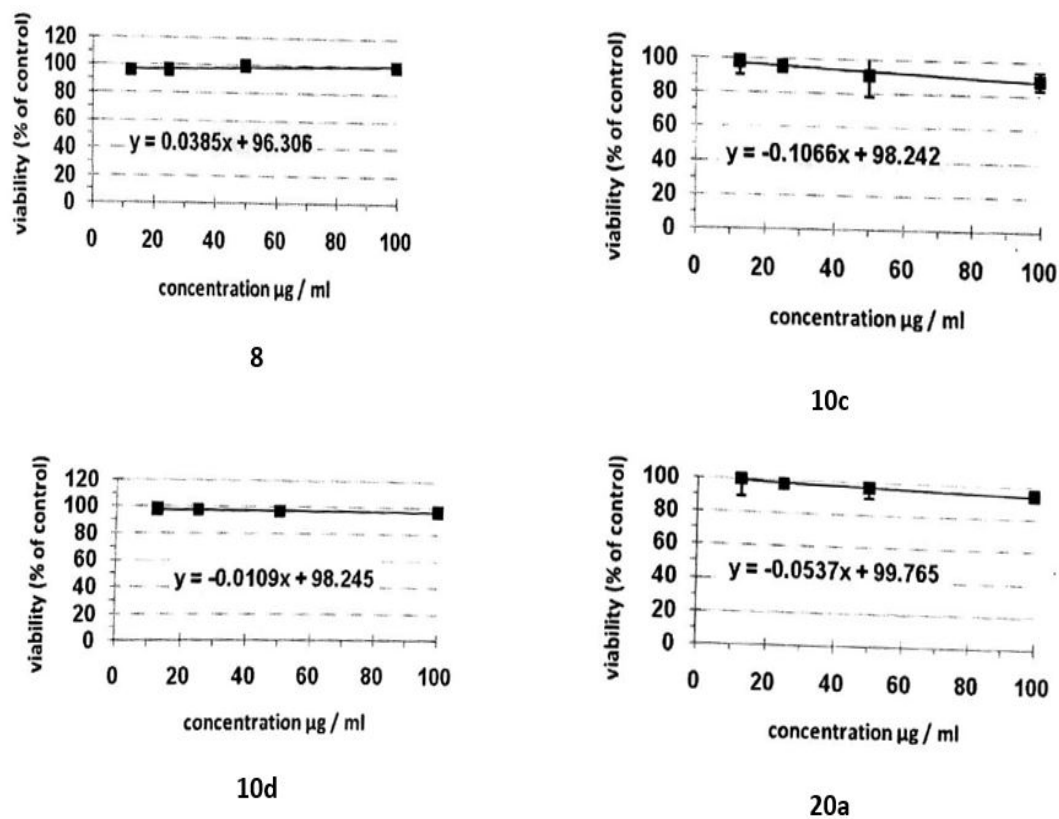 viability (% of control)
120
100
80
60
40
20
0
y = 0.0385x + 96.306
0 20 40 60 80 100
concentration µg / ml
8
viability (% of control)
100
80
60
40
20
0
y = -0.1066x + 98.242
0 20 40 60 80 100
concentration µg / ml
10c
viability (% of control)
120
100
80
60
40
20
0
y = -0.0109x + 98.245
0 20 40 60 80 100
concentration µg / ml
10d
viability (% of control)
100
80
60
40
20
0
y = -0.0537x + 99.765
0 20 40 60 80 100
concentration µg / ml
20a